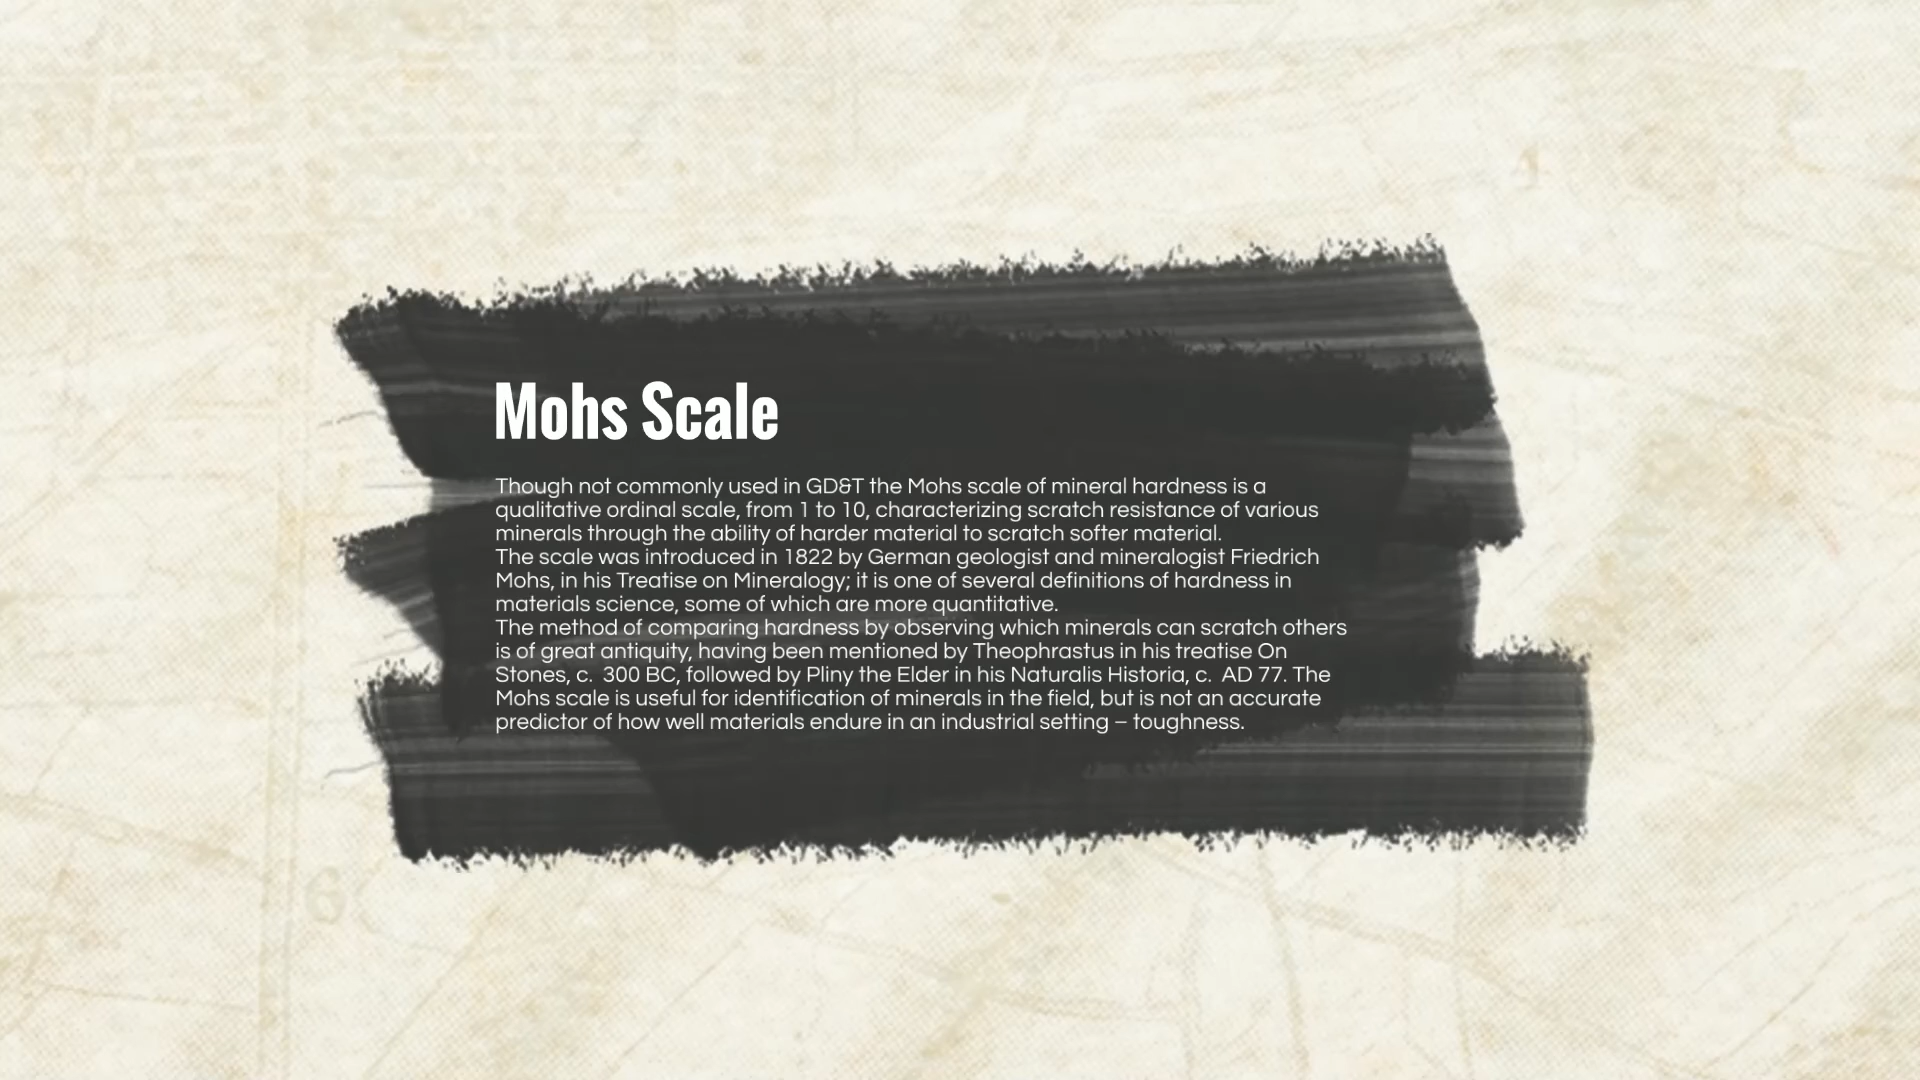 Mohs Scale
Though not commonly used in GD&T the Mohs scale of mineral hardness is a
qualitative ordinal scale, from 1 to 10, characterizing scratch resistance of various
minerals through the ability of harder material to scratch softer material.
The scale was introduced in 1822 by German geologist and mineralogist Friedrich
Mohs, in his Treatise on Mineralogy; it is one of several definitions of hardness in
materials science, some of which are more quantitative.
The method of comparing hardness by observing which minerals can scratch others
is of great antiquity, having been mentioned by Theophrastus in his treatise On
Stones, c.  300 BC, followed by Pliny the Elder in his Naturalis Historia, c.  AD 77. The
Mohs scale is useful for identification of minerals in the field, but is not an accurate
predictor of how well materials endure in an industrial setting – toughness.